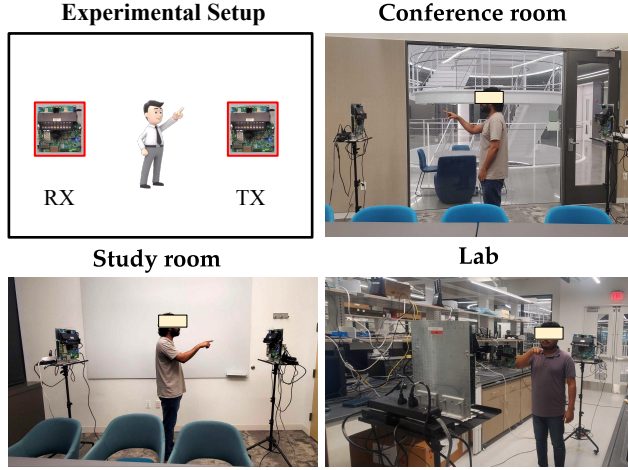 Experimental Setup
Conference room
RX
TX
Study room
Lab